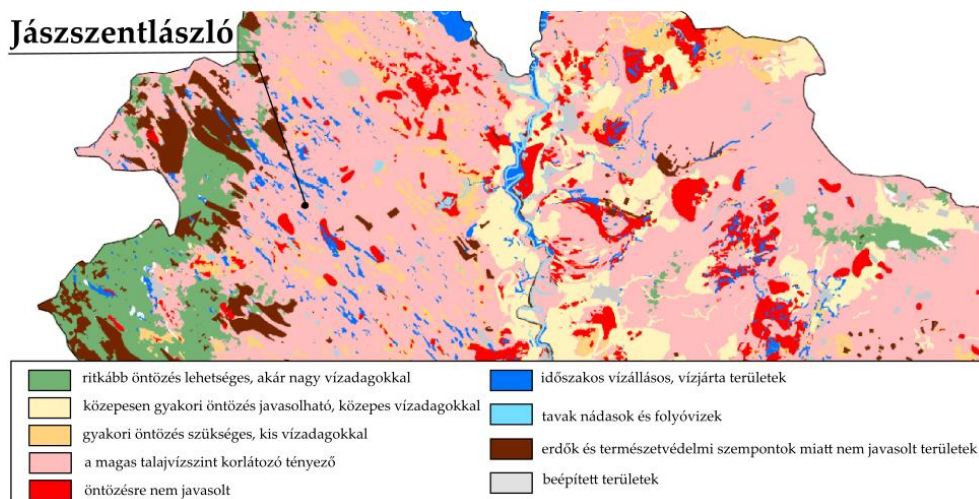 Jászszentlászló
ritkább öntözés lehetséges, akár nagy vízadagokkal
közepesen gyakori öntözés javasolható, közepes vízadagokkal
gyakori öntözés szükséges, kis vízadagokkal
a magas talajvízszint korlátozó tényező
öntözésre nem javasolt
időszakos vízállásos, vízjárta területek
tavak nádasok és folyóvizek
erdők és természetvédelmi szempontok miatt nem javasolt területek
beépített területek